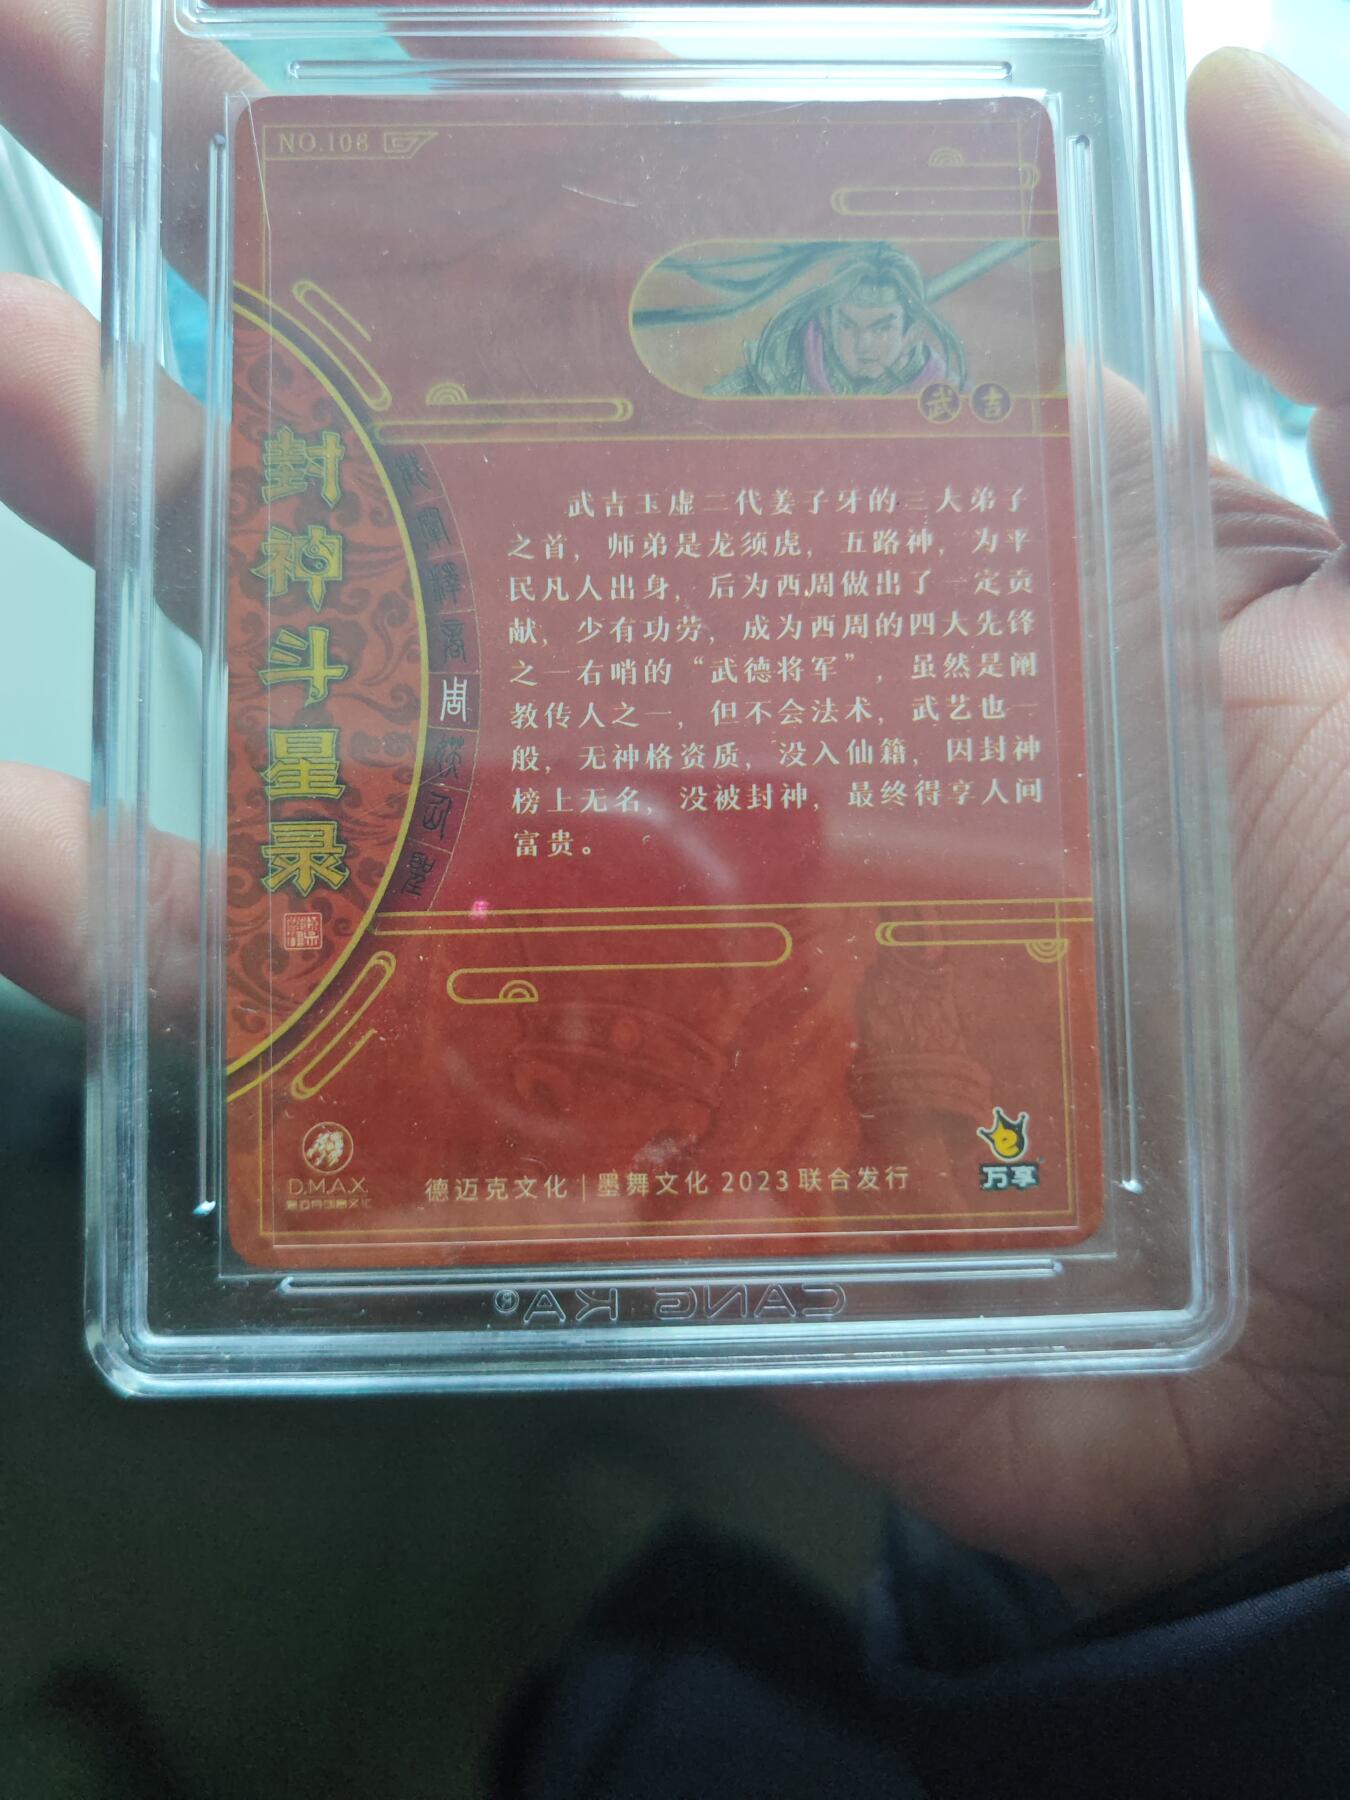 NO.108
武吉
封神斗星录
周
武吉玉虚二代姜子牙的三大弟子
之首，师弟是龙须虎，五路神，为平
民凡人出身，后为西周做出了一定贡
献，少有功劳，成为西周的四大先锋
之一右哨的“武德将军”，虽然是阐
教传人之一，但不会法术，武艺也一
般，无神格资质，没入仙籍，因封神
榜上无名，没被封神，最终得享人间
富贵。
D.M.A.X.
德迈克文化 | 墨舞文化 2023 联合发行
万享
CANG KA®